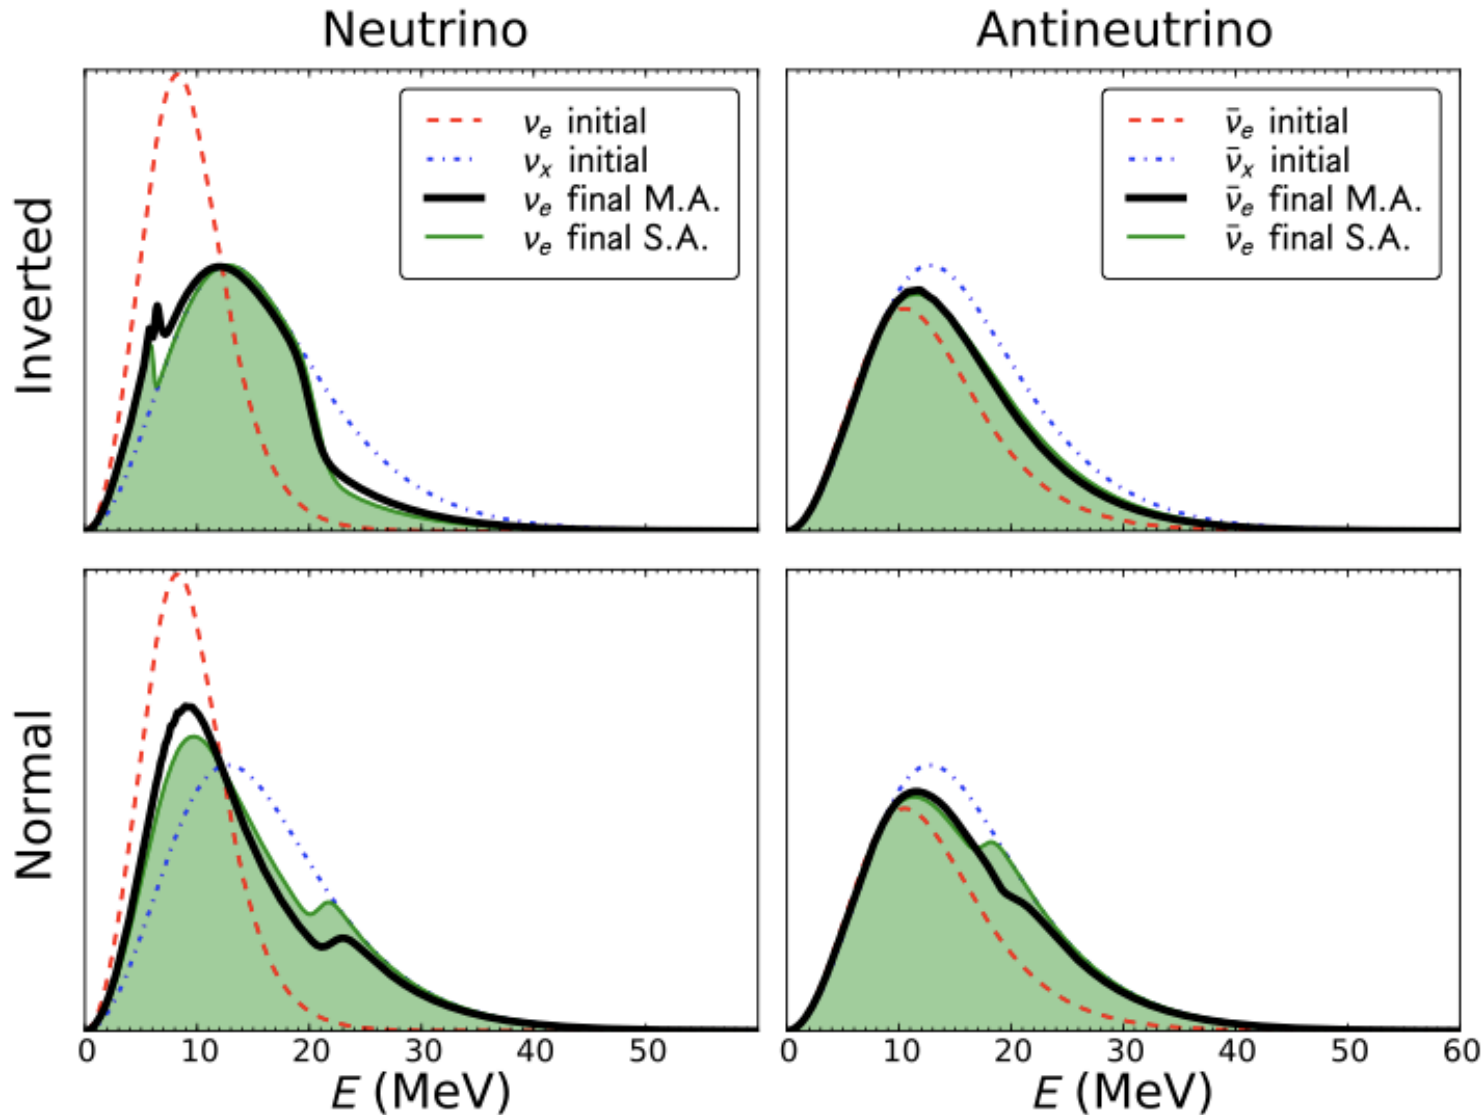 Neutrino
Antineutrino
Inverted
νₑ initial
νₓ initial
νₑ final M.A.
νₑ final S.A.
ν̄ₑ initial
ν̄ₓ initial
ν̄ₑ final M.A.
ν̄ₑ final S.A.
Normal
0 10 20 30 40 50
0 10 20 30 40 50 60
E (MeV)
E (MeV)